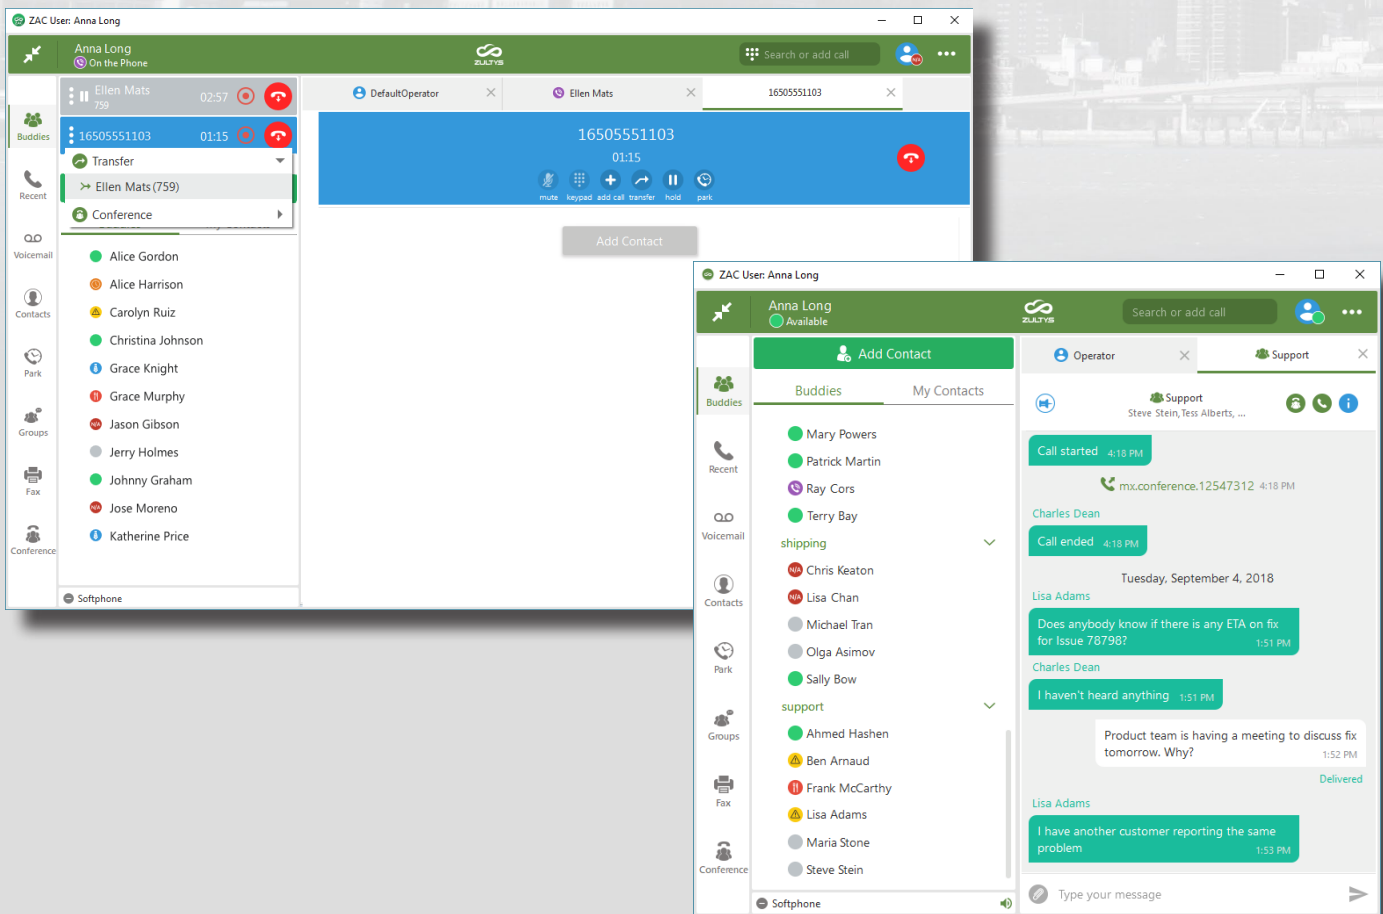 ZAC User: Anna Long
Anna Long
On the Phone
ZULTYS
Search or add call
N/A
Buddies
Recent
Voicemail
Contacts
Park
Groups
Fax
Conference
Ellen Mats
759
02:57
16505551103
01:15
Transfer
Ellen Mats (759)
Conference
Alice Gordon
Alice Harrison
Carolyn Ruiz
Christina Johnson
Grace Knight
Grace Murphy
N/A Jason Gibson
Jerry Holmes
Johnny Graham
N/A Jose Moreno
Katherine Price
Softphone
DefaultOperator
Ellen Mats
16505551103
16505551103
01:15
mute keypad add call transfer hold park
Add Contact
ZAC User: Anna Long
Anna Long
Available
ZULTYS
Search or add call
Buddies
Recent
Voicemail
Contacts
Park
Groups
Fax
Conference
Add Contact
Buddies My Contacts
Mary Powers
Patrick Martin
Ray Cors
Terry Bay
shipping
N/A Chris Keaton
N/A Lisa Chan
Michael Tran
Olga Asimov
Sally Bow
support
Ahmed Hashen
Ben Arnaud
Frank McCarthy
Lisa Adams
Maria Stone
Steve Stein
Softphone
Operator
Support
Support
Steve Stein,Tess Alberts, ...
Call started 4:18 PM
mx.conference.12547312 4:18 PM
Charles Dean
Call ended 4:18 PM
Tuesday, September 4, 2018
Lisa Adams
Does anybody know if there is any ETA on fix
for Issue 78798? 1:51 PM
Charles Dean
I haven't heard anything 1:51 PM
Product team is having a meeting to discuss fix
tomorrow. Why? 1:52 PM
Delivered
Lisa Adams
I have another customer reporting the same
problem 1:53 PM
Type your message